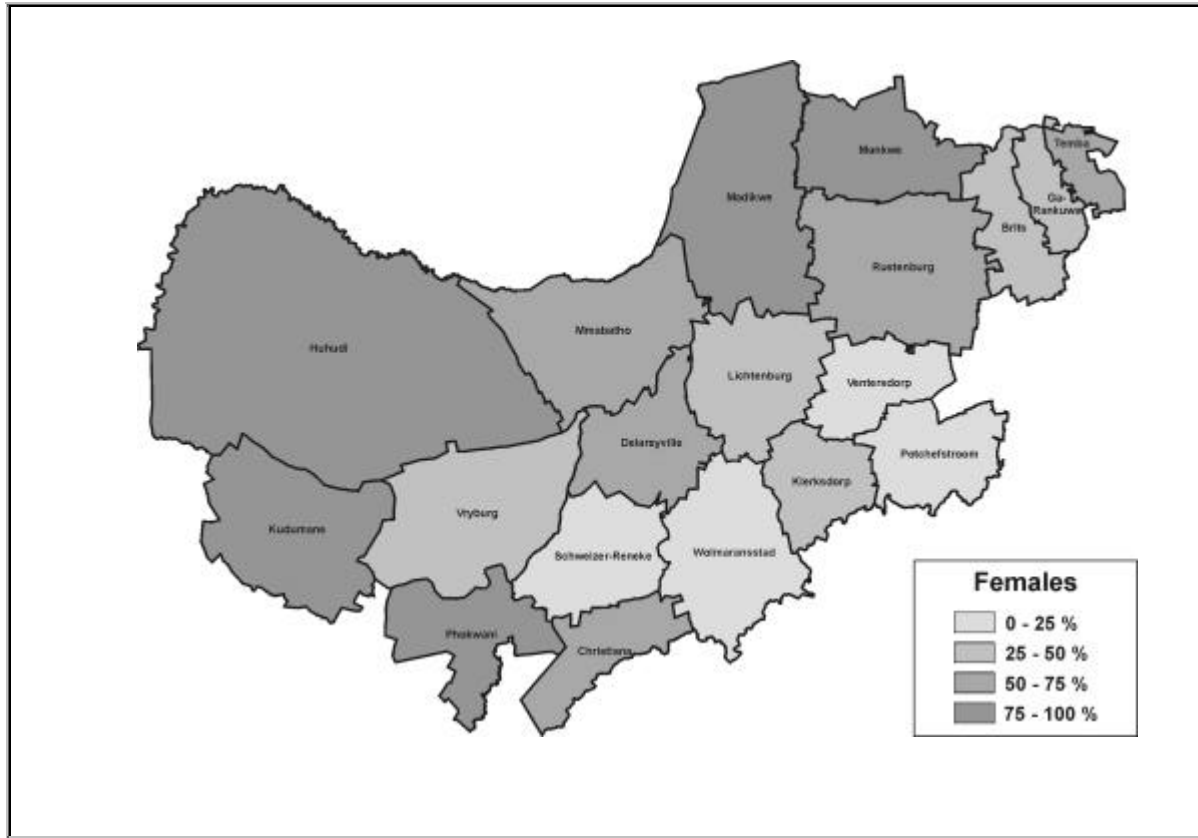 Mankwe
Temba
Madikwe
Ga-
Rankuwa
Brits
Rustenburg
Mmabatho
Huhudi
Lichtenburg
Ventersdorp
Delareyville
Potchefstroom
Klerksdorp
Vryburg
Kudumane
Schweizer-Reneke
Wolmaransstad
Phokwani
Christiana
Females
0 - 25 %
25 - 50 %
50 - 75 %
75 - 100 %